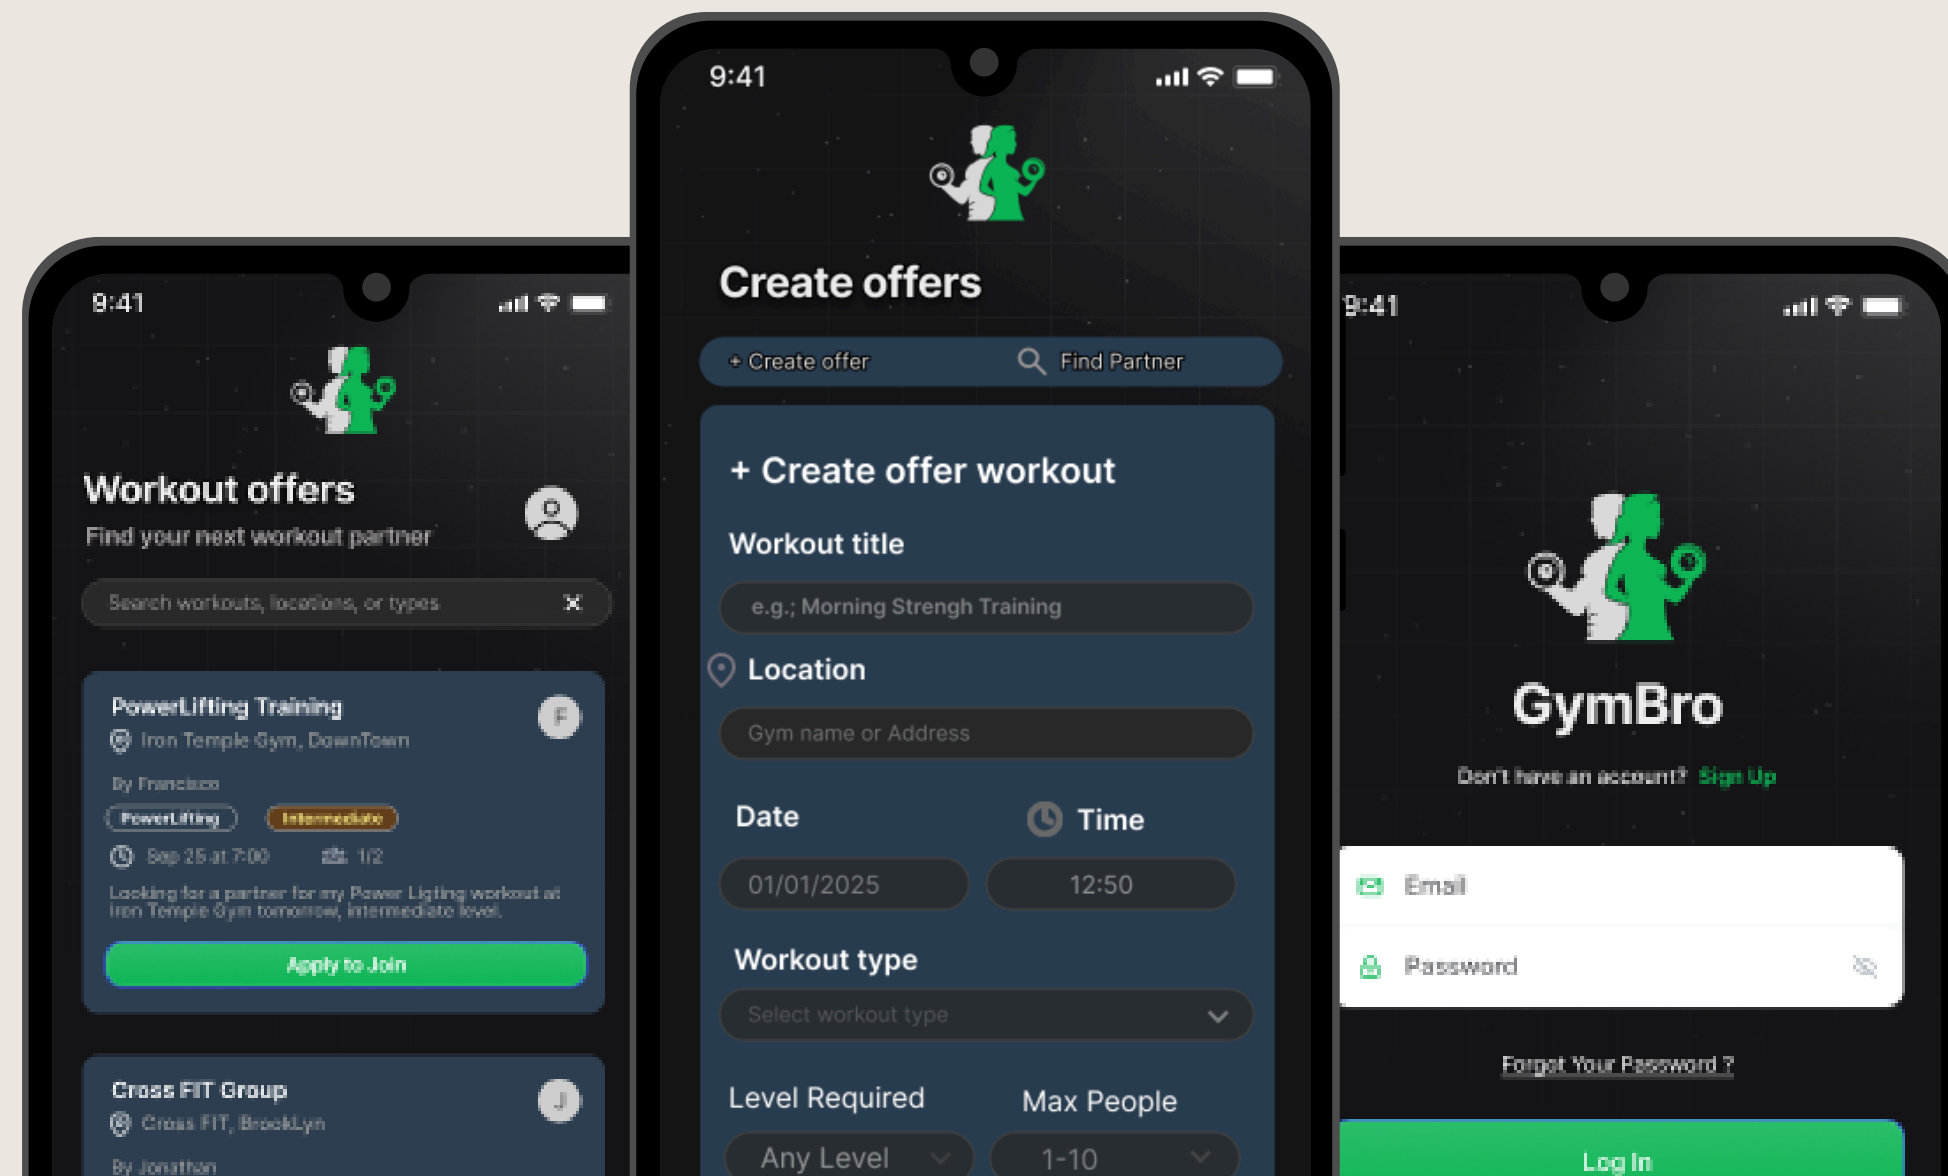 9:41
Workout offers
Find your next workout partner
Search workouts, locations, or types
PowerLifting Training
F
Iron Temple Gym, DownTown
By Francisco
PowerLifting Intermediate
Sep 25 at 7:00 1/2
Looking for a partner for my Power Ligting workout at
Iron Temple Gym tomorrow, intermediate level.
Apply to Join
Cross FIT Group
J
Cross FIT, BrookLyn
By Jonathan
9:41
Create offers
+ Create offer Find Partner
+ Create offer workout
Workout title
e.g.; Morning Strengh Training
Location
Gym name or Address
Date Time
01/01/2025 12:50
Workout type
Select workout type
Level Required Max People
Any Level 1-10
9:41
GymBro
Don't have an account? Sign Up
Email
Password
Forgot Your Password ?
Log In